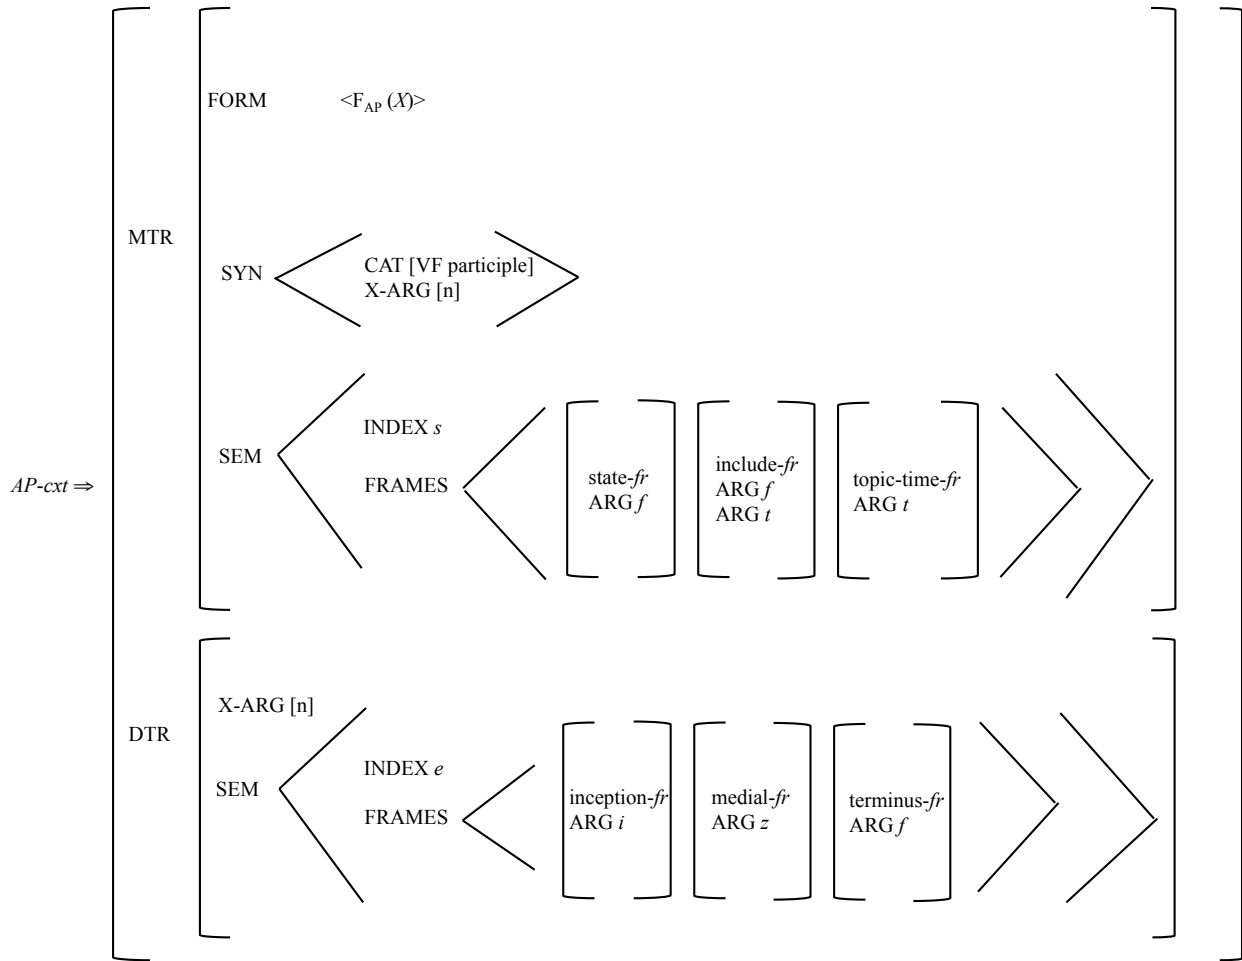 FORM <F_AP (X)>
MTR
SYN
CAT [VF participle]
X-ARG [n]
AP-cxt ⇒
SEM
INDEX s
FRAMES
state-fr
ARG f
include-fr
ARG f
ARG t
topic-time-fr
ARG t
DTR
X-ARG [n]
SEM
INDEX e
FRAMES
inception-fr
ARG i
medial-fr
ARG z
terminus-fr
ARG f